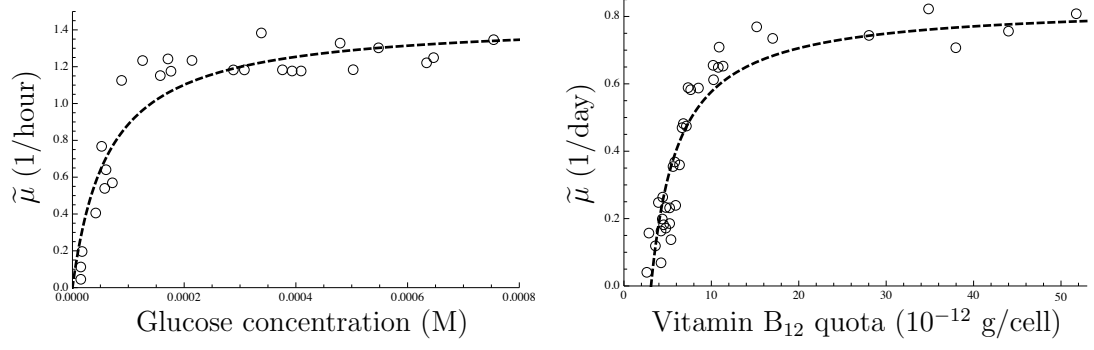 1.4
1.2
1.0
0.8
0.6
0.4
0.2
0.0
μ̃ (1/hour)
0.0000 0.0002 0.0004 0.0006 0.0008
Glucose concentration (M)
0.8
0.6
0.4
0.2
0.0
μ̃ (1/day)
0 10 20 30 40 50
Vitamin B₁₂ quota (10⁻¹² g/cell)